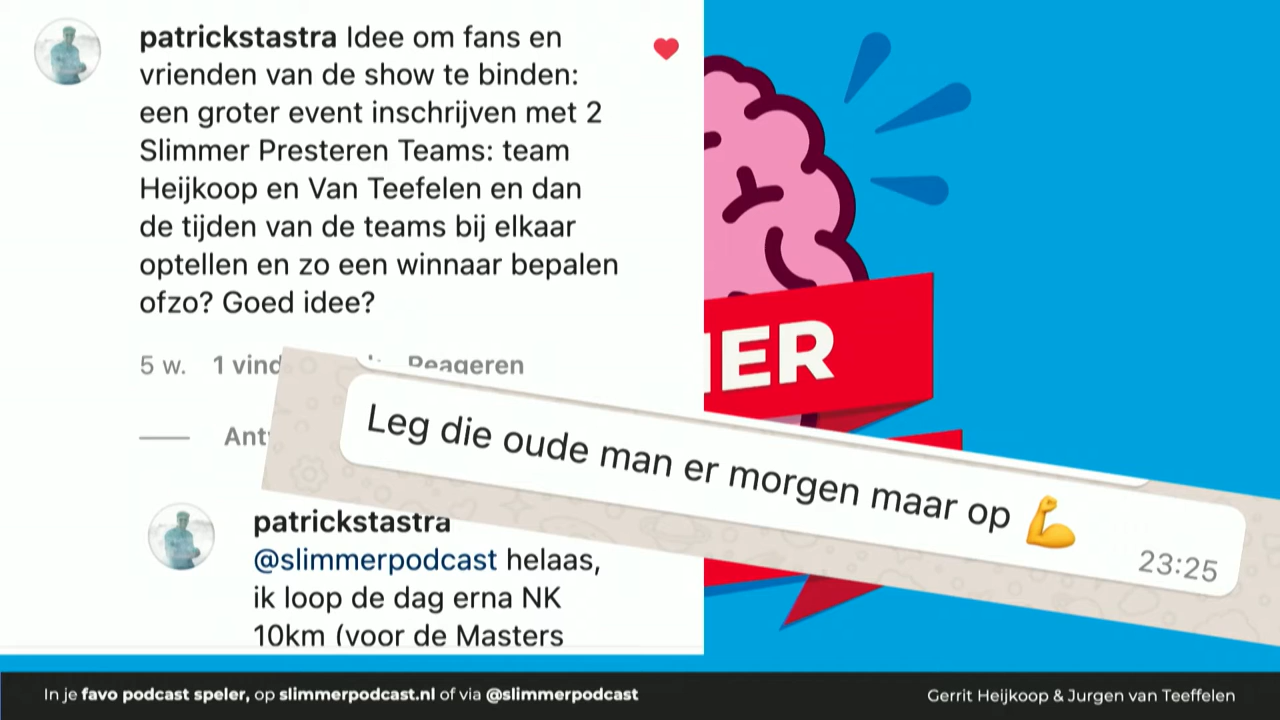 patrickstastra Idee om fans en
vrienden van de show te binden:
een groter event inschrijven met 2
Slimmer Presteren Teams: team
Heijkoop en Van Teefelen en dan
de tijden van de teams bij elkaar
optellen en zo een winnaar bepalen
ofzo? Goed idee?
5 w. 1 vind Reageren
Ant
patrickstastra
@slimmerpodcast helaas,
ik loop de dag erna NK
10km (voor de Masters
Leg die oude man er morgen maar op 💪
23:25
ER
In je favo podcast speler, op slimmerpodcast.nl of via @slimmerpodcast
Gerrit Heijkoop & Jurgen van Teeffelen